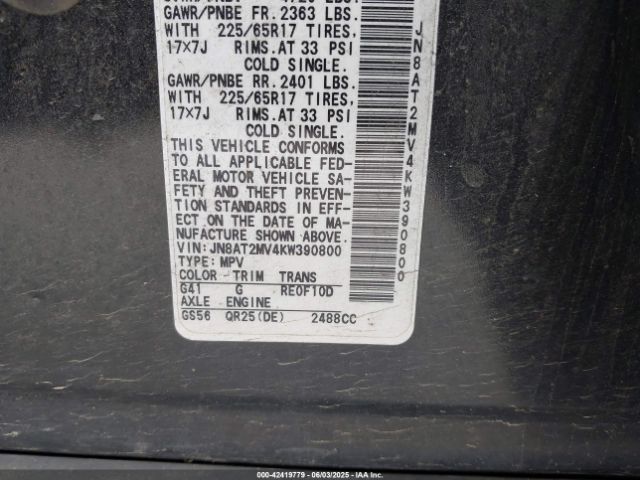 GAWR/PNBE FR. 2363 LBS.
WITH 225/65R17 TIRES,
17×7J RIMS. AT 33 PSI
COLD SINGLE.
GAWR/PNBE RR. 2401 LBS.
WITH 225/65R17 TIRES,
17×7J RIMS. AT 33 PSI
COLD SINGLE.
THIS VEHICLE CONFORMS
TO ALL APPLICABLE FED-
ERAL MOTOR VEHICLE SA-
FETY AND THEFT PREVEN-
TION STANDARDS IN EFF-
ECT ON THE DATE OF MA-
NUFACTURE SHOWN ABOVE.
VIN: JN8AT2MV4KW390800
TYPE: MPV
COLOR - TRIM TRANS
G41 G RE0F10D
AXLE ENGINE
GS56 QR25(DE) 2488CC
JN8AT2MV4KW390800
000-42419779 - 06/03/2025 - IAAI.COM